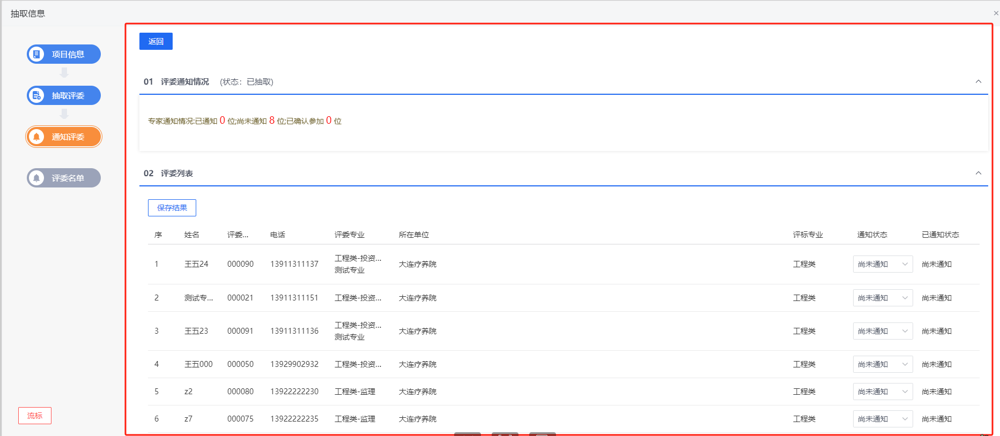 抽取信息
项目信息
抽取评委
通知评委
评委名单
流标
返回
01 评委通知情况 (状态：已抽取)
专家通知情况:已通知 0 位;尚未通知 8 位;已确认参加 0 位
02 评委列表
保存结果
序 姓名 评委... 电话 评委专业 所在单位 评标专业 通知状态 已通知状态
1 王五24 000090 13911311137 工程类-投资... 大连疗养院 工程类 尚未通知 尚未通知
测试专业
2 测试专... 000021 13911311151 工程类-投资... 大连疗养院 工程类 尚未通知 尚未通知
3 王五23 000091 13911311136 工程类-投资... 大连疗养院 工程类 尚未通知 尚未通知
测试专业
4 王五000 000050 13929902932 工程类-投资... 大连疗养院 工程类 尚未通知 尚未通知
5 z2 000080 13922222230 工程类-监理 大连疗养院 工程类 尚未通知 尚未通知
6 z7 000075 13922222235 工程类-监理 大连疗养院 工程类 尚未通知 尚未通知